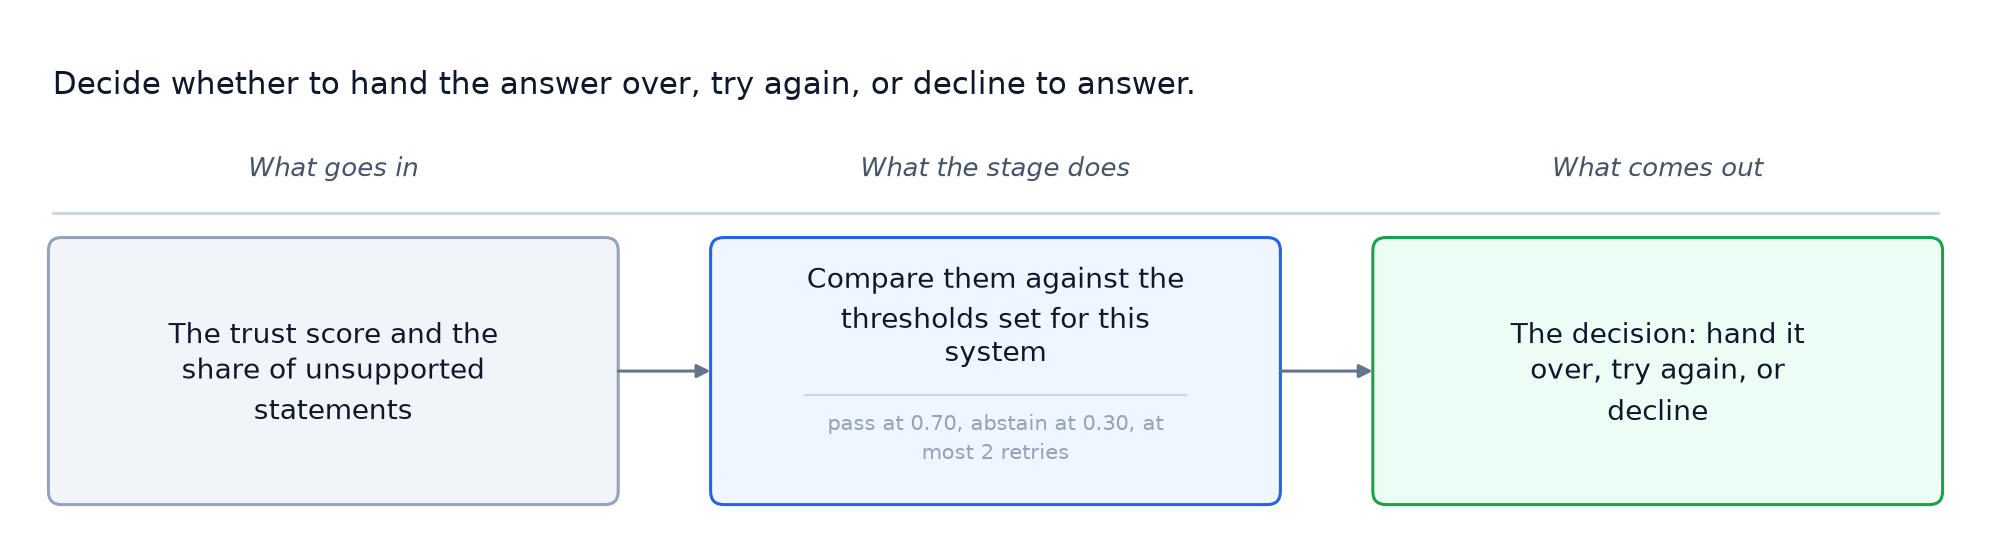 Decide whether to hand the answer over, try again, or decline to answer.
What goes in
What the stage does
What comes out
The trust score and the
share of unsupported
statements
Compare them against the
thresholds set for this
system
pass at 0.70, abstain at 0.30, at
most 2 retries
The decision: hand it
over, try again, or
decline